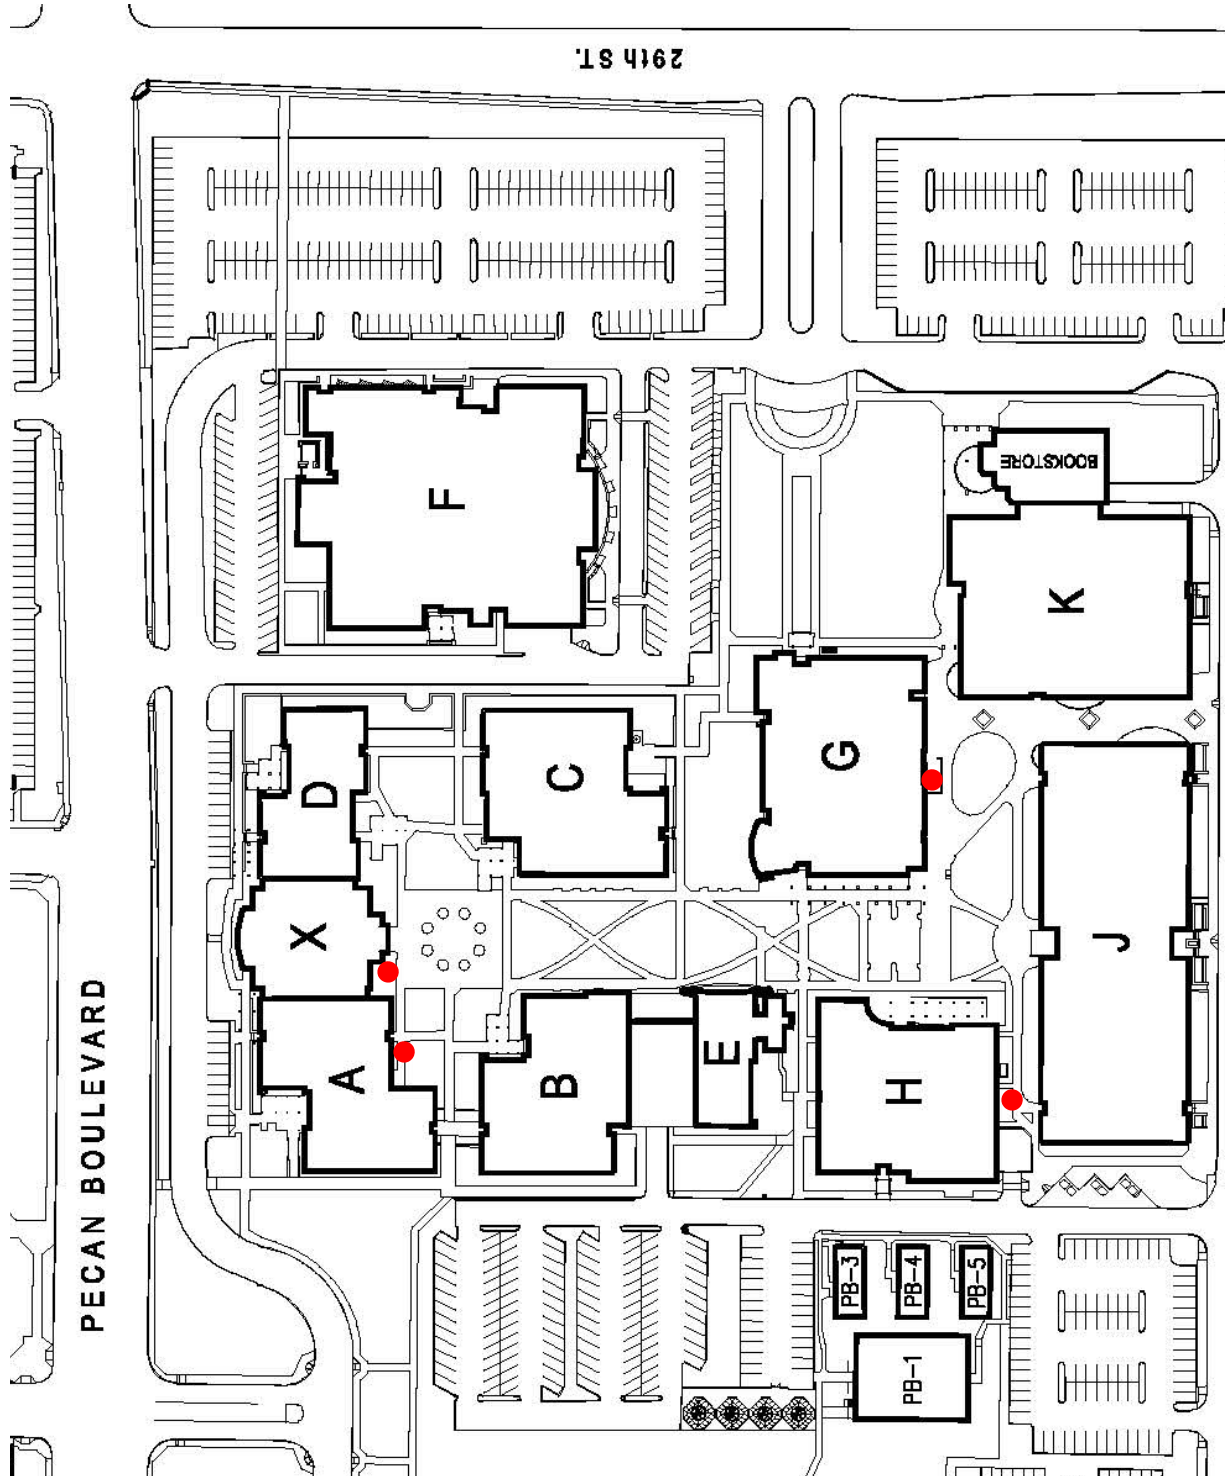 29th ST.
BOOKSTORE
F
K
G
D
C
X
J
PECAN BOULEVARD
A
B
E
H
PB-3
PB-4
PB-5
PB-1